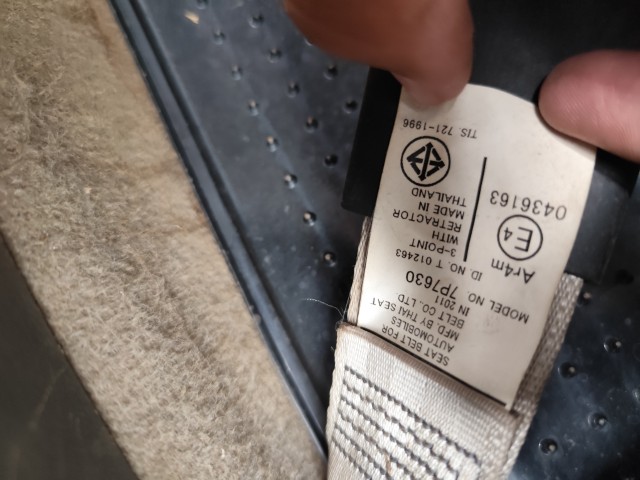 SEAT BELT FOR
AUTOMOBILES
MFD. BY THAI SEAT
BELT CO. LTD.
IN 2011
MODEL NO. 7P7630
ID. NO. T 012463
3-POINT
WITH
RETRACTOR
MADE IN
THAILAND
TIS. 721-1996
Ar4m
E4
0436163